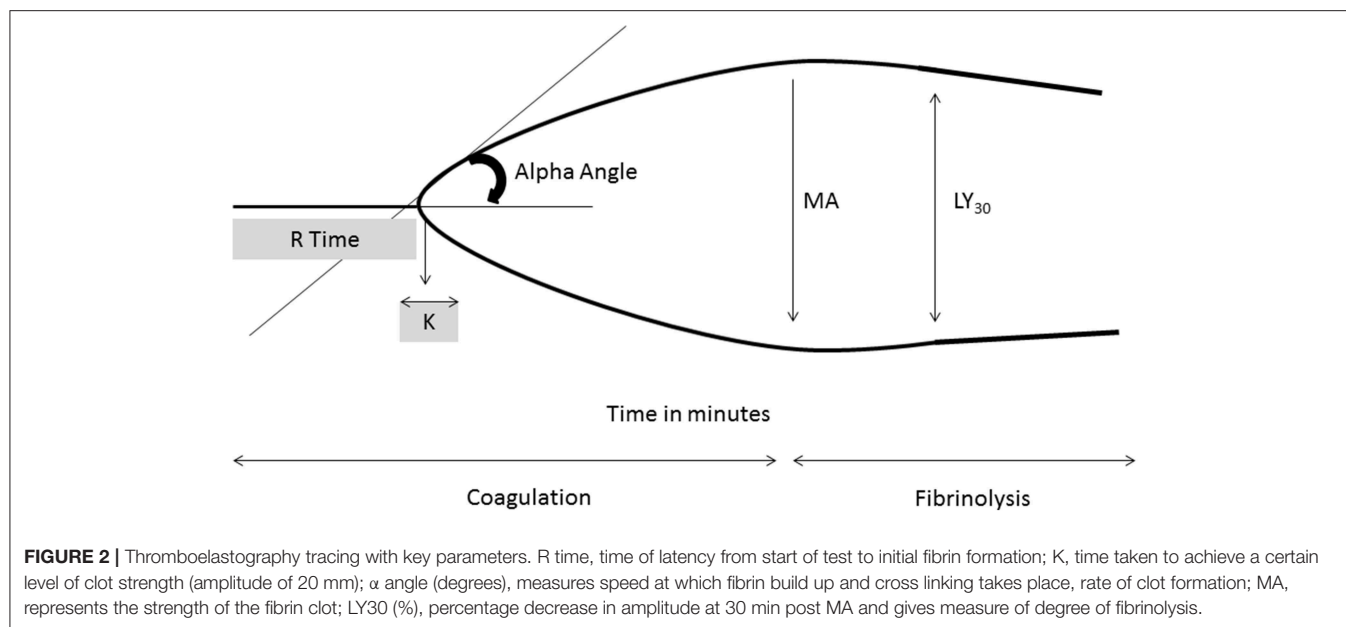 Alpha Angle
R Time
MA
LY30
K
Time in minutes
Coagulation
Fibrinolysis
FIGURE 2 | Thromboelastography tracing with key parameters. R time, time of latency from start of test to initial fibrin formation; K, time taken to achieve a certain
level of clot strength (amplitude of 20 mm); α angle (degrees), measures speed at which fibrin build up and cross linking takes place, rate of clot formation; MA,
represents the strength of the fibrin clot; LY30 (%), percentage decrease in amplitude at 30 min post MA and gives measure of degree of fibrinolysis.